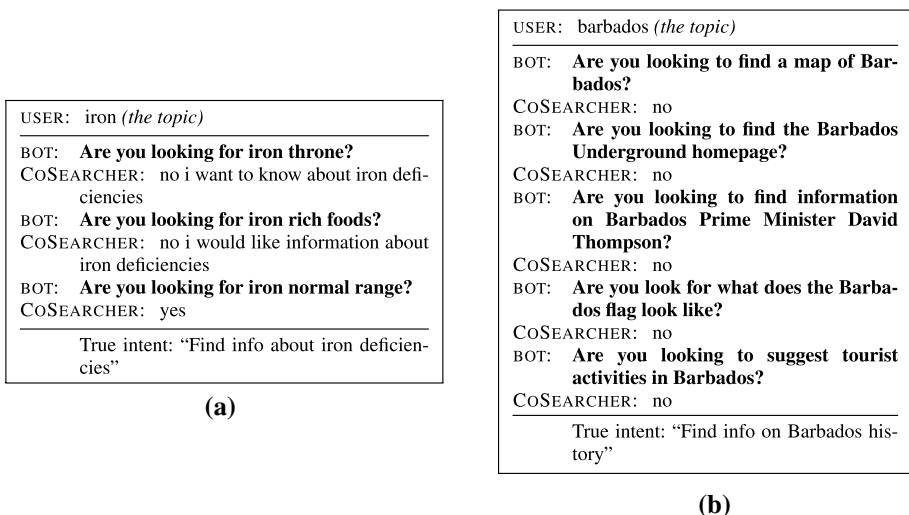 USER: iron (the topic)
BOT: Are you looking for iron throne?
COSEARCHER: no i want to know about iron defi-
ciencies
BOT: Are you looking for iron rich foods?
COSEARCHER: no i would like information about
iron deficiencies
BOT: Are you looking for iron normal range?
COSEARCHER: yes
True intent: “Find info about iron deficien-
cies”
(a)
USER: barbados (the topic)
BOT: Are you looking to find a map of Bar-
bados?
COSEARCHER: no
BOT: Are you looking to find the Barbados
Underground homepage?
COSEARCHER: no
BOT: Are you looking to find information
on Barbados Prime Minister David
Thompson?
COSEARCHER: no
BOT: Are you look for what does the Barba-
dos flag look like?
COSEARCHER: no
BOT: Are you looking to suggest tourist
activities in Barbados?
COSEARCHER: no
True intent: “Find info on Barbados his-
tory”
(b)